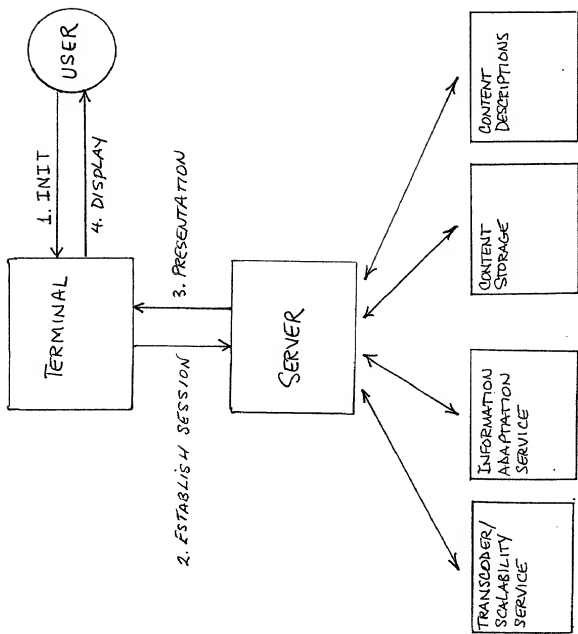 USER
1. INIT
4. DISPLAY
TERMINAL
3. PRESENTATION
2. ESTABLISH SESSION
SERVER
CONTENT
DESCRIPTIONS
CONTENT
STORAGE
INFORMATION
ADAPTATION
SERVICE
TRANSCODER/
SCALABILITY
SERVICE